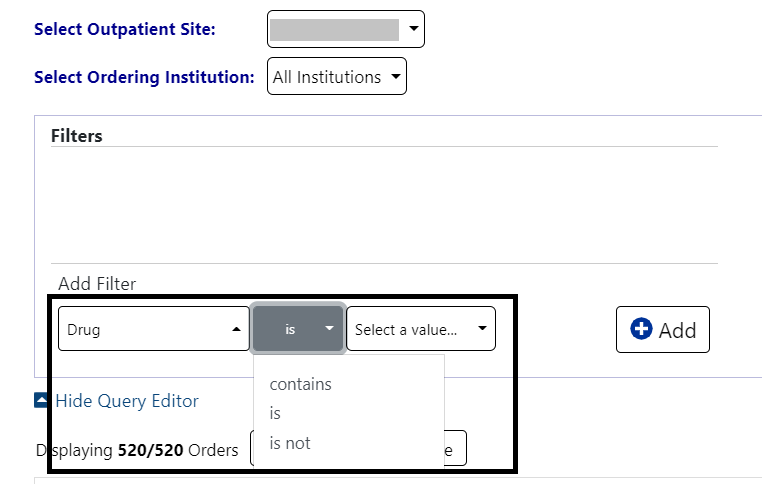 Select Outpatient Site:
Select Ordering Institution: All Institutions
Filters
Add Filter
Drug is Select a value... Add
contains
is
is not
Hide Query Editor
Displaying 520/520 Orders